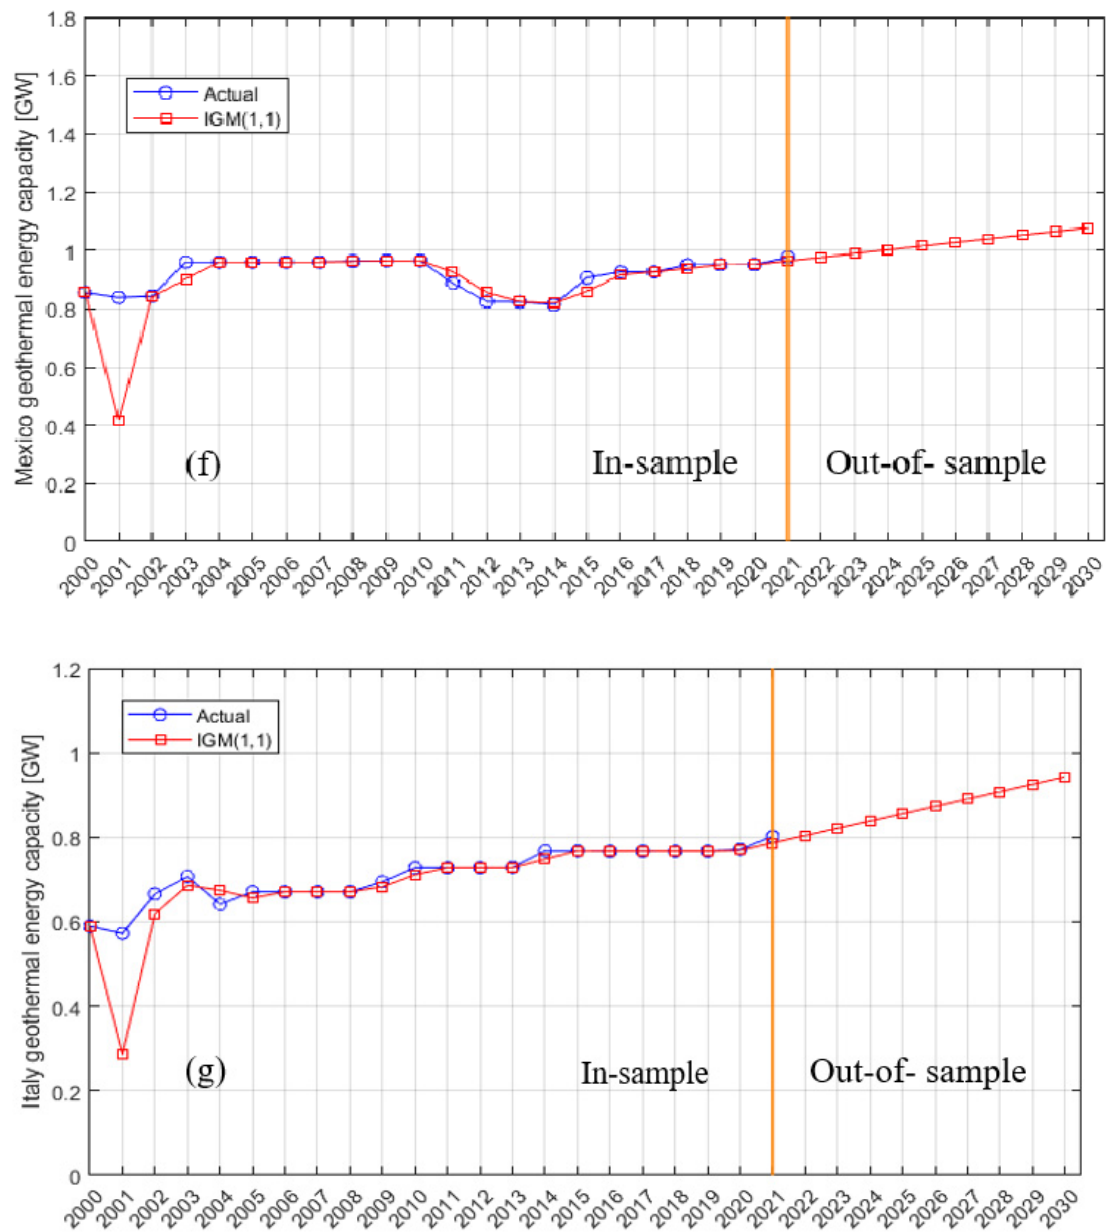 1.8
1.6
1.4
1.2
1
0.8
0.6
0.4
0.2
0
Mexico geothermal energy capacity [GW]
Actual
IGM(1,1)
(f)
In-sample
Out-of- sample
2000 2001 2002 2003 2004 2005 2006 2007 2008 2009 2010 2011 2012 2013 2014 2015 2016 2017 2018 2019 2020 2021 2022 2023 2024 2025 2026 2027 2028 2029 2030
1.2
1
0.8
0.6
0.4
0.2
0
Italy geothermal energy capacity [GW]
Actual
IGM(1,1)
(g)
In-sample
Out-of- sample
2000 2001 2002 2003 2004 2005 2006 2007 2008 2009 2010 2011 2012 2013 2014 2015 2016 2017 2018 2019 2020 2021 2022 2023 2024 2025 2026 2027 2028 2029 2030